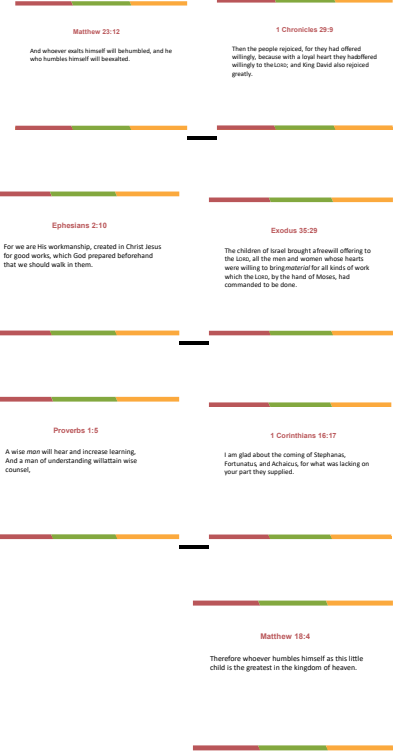 Matthew 23:12
And whoever exalts himself will behumbled, and he
who humbles himself will beexalted.
1 Chronicles 29:9
Then the people rejoiced, for they had offered
willingly, because with a loyal heart they hadoffered
willingly to theLORD; and King David also rejoiced
greatly.
Ephesians 2:10
For we are His workmanship, created in Christ Jesus
for good works, which God prepared beforehand
that we should walk in them.
Exodus 35:29
The children of Israel brought afreewill offering to
the LORD, all the men and women whose hearts
were willing to bringmaterial for all kinds of work
which theLORD, by the hand of Moses, had
commanded to be done.
Proverbs 1:5
A wise man will hear and increase learning,
And a man of understanding willattain wise
counsel,
1 Corinthians 16:17
I am glad about the coming of Stephanas,
Fortunatus, and Achaicus, for what was lacking on
your part they supplied.
Matthew 18:4
Therefore whoever humbles himself as this little
child is the greatest in the kingdom of heaven.